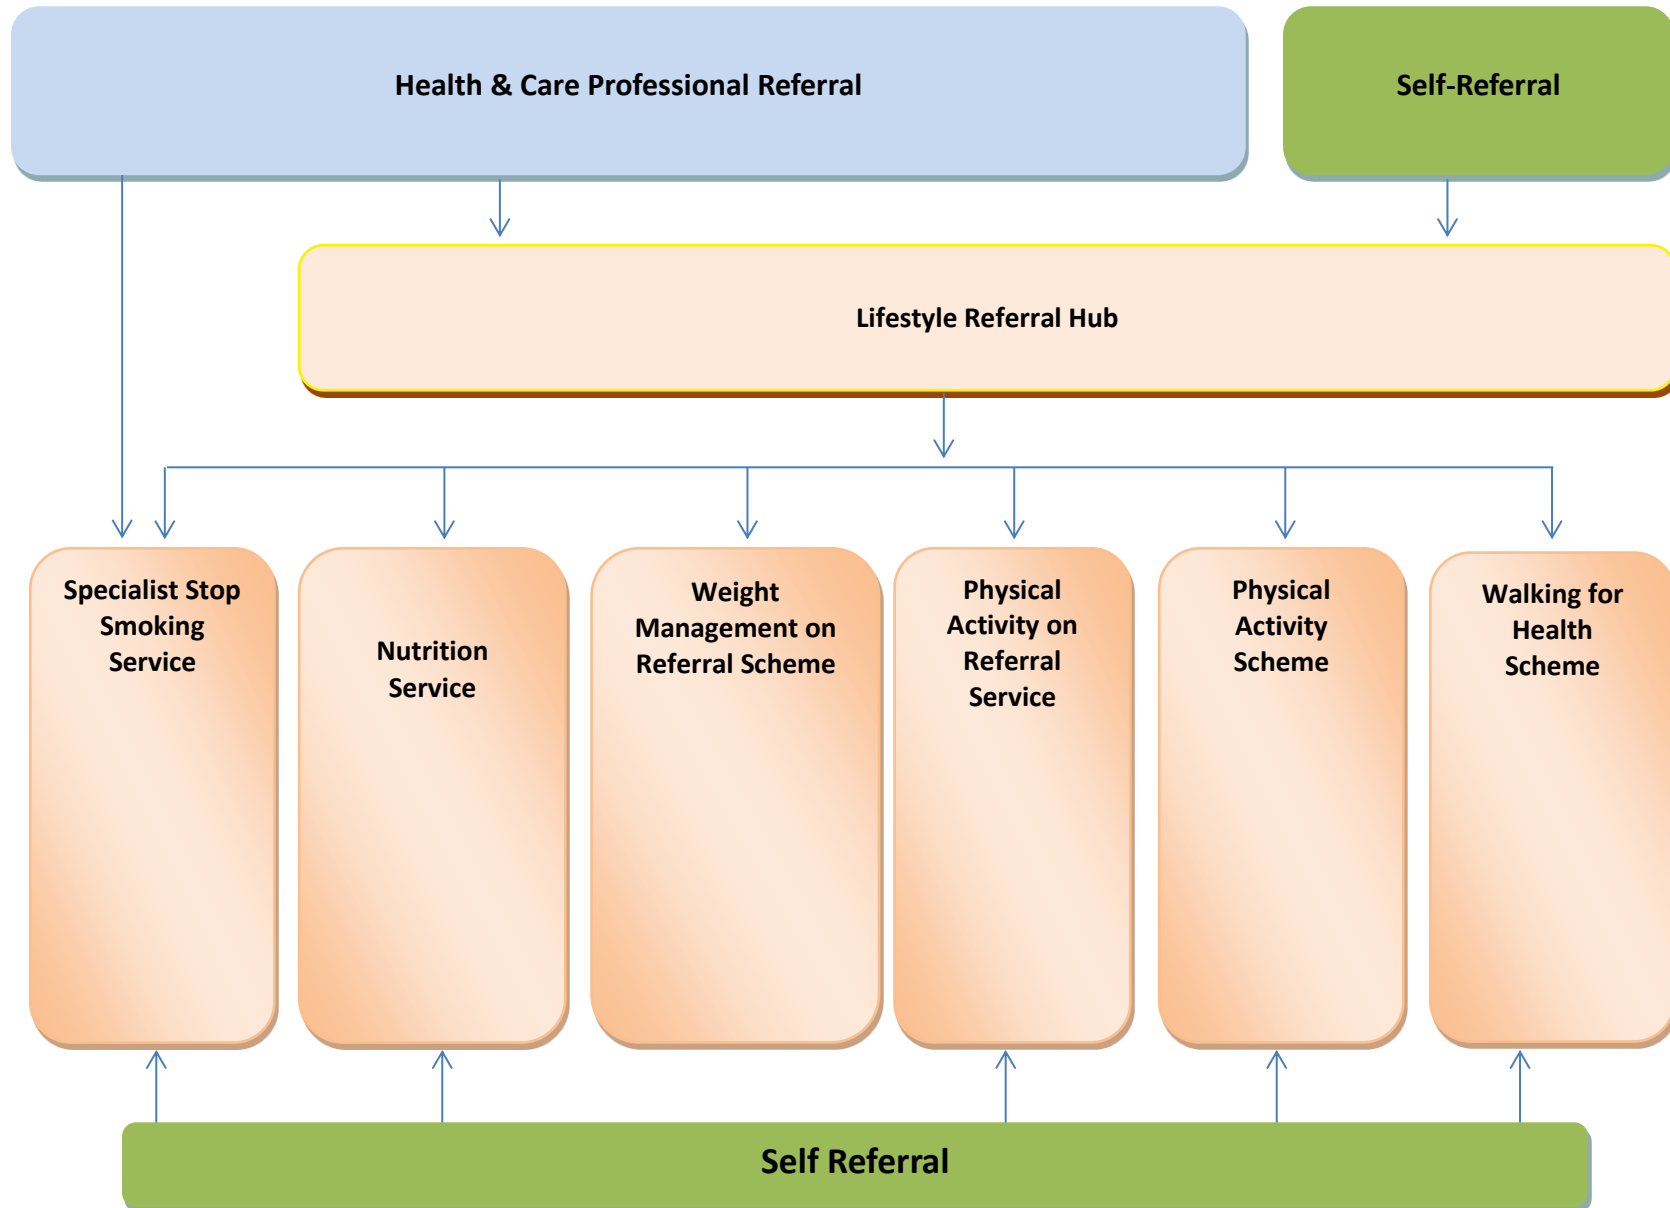 Health & Care Professional Referral
Self-Referral
Lifestyle Referral Hub
Specialist Stop
Smoking
Service
Nutrition
Service
Weight
Management on
Referral Scheme
Physical
Activity on
Referral
Service
Physical
Activity
Scheme
Walking for
Health
Scheme
Self Referral